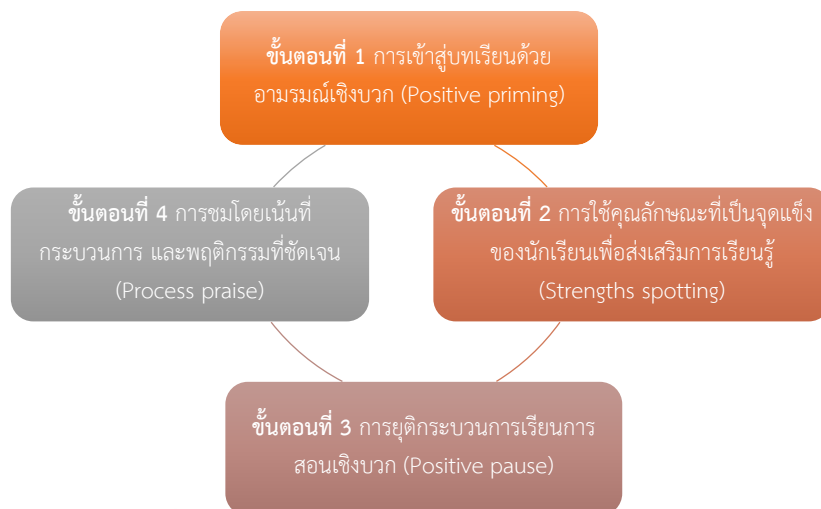 ขั้นตอนที่ 1 การเข้าสู่บทเรียนด้วย
อามรมณ์เชิงบวก (Positive priming)
ขั้นตอนที่ 2 การใช้คุณลักษณะที่เป็นจุดแข็ง
ของนักเรียนเพื่อส่งเสริมการเรียนรู้
(Strengths spotting)
ขั้นตอนที่ 3 การยุติกระบวนการเรียนการ
สอนเชิงบวก (Positive pause)
ขั้นตอนที่ 4 การชมโดยเน้นที่
กระบวนการ และพฤติกรรมที่ชัดเจน
(Process praise)